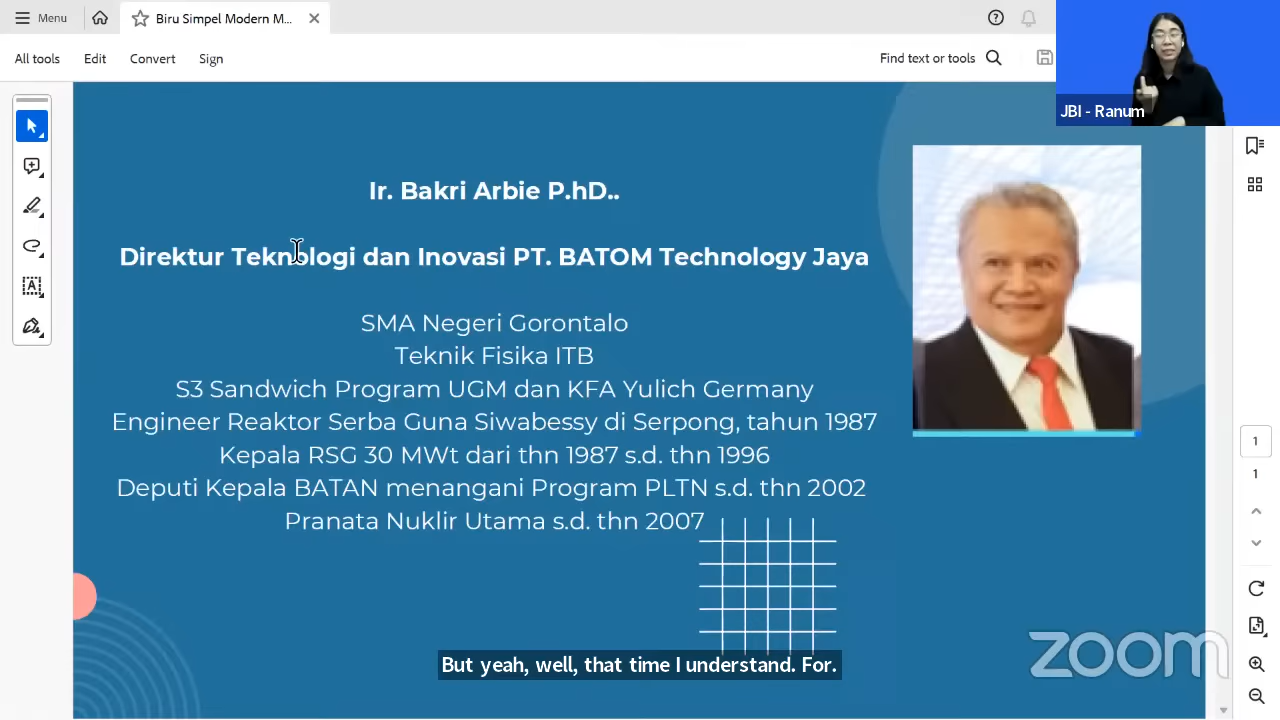 Menu
Biru Simpel Modern M...
All tools
Edit
Convert
Sign
Find text or tools
JBI - Ranum
Ir. Bakri Arbie P.hD..
Direktur Teknologi dan Inovasi PT. BATOM Technology Jaya
SMA Negeri Gorontalo
Teknik Fisika ITB
S3 Sandwich Program UGM dan KFA Yulich Germany
Engineer Reaktor Serba Guna Siwabessy di Serpong, tahun 1987
Kepala RSG 30 MWt dari thn 1987 s.d. thn 1996
Deputi Kepala BATAN menangani Program PLTN s.d. thn 2002
Pranata Nuklir Utama s.d. thn 2007
1
1
zoom
But yeah, well, that time I understand. For.